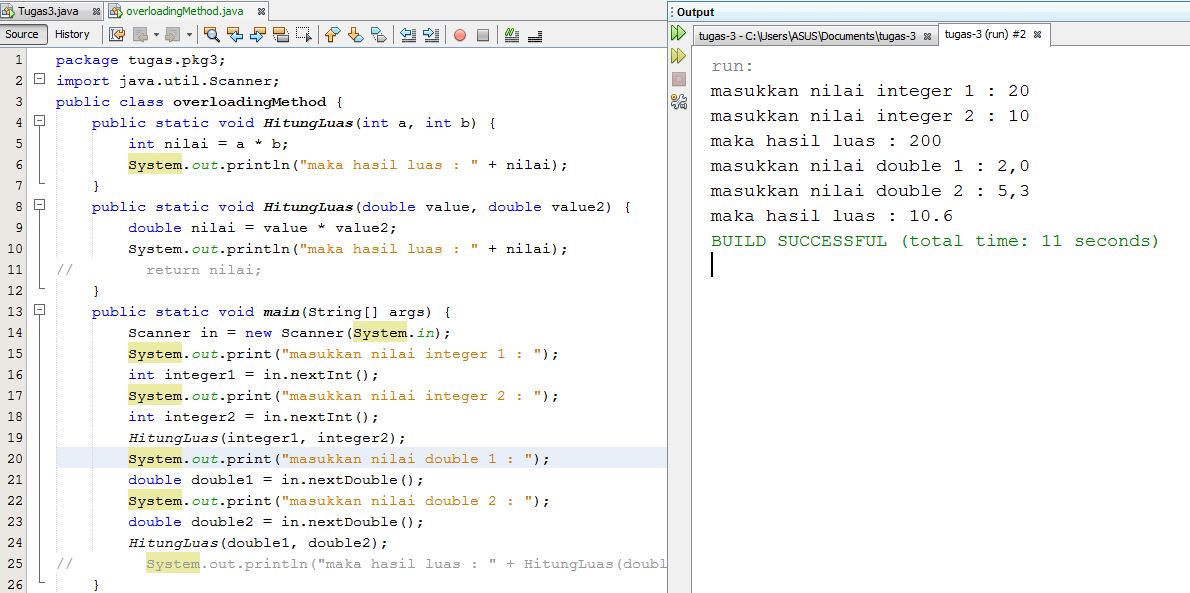 Tugas3.java overloadingMethod.java
Source History
1 package tugas.pkg3;
2 import java.util.Scanner;
3 public class overloadingMethod {
4 public static void HitungLuas(int a, int b) {
5 int nilai = a * b;
6 System.out.println("maka hasil luas : " + nilai);
7 }
8 public static void HitungLuas(double value, double value2) {
9 double nilai = value * value2;
10 System.out.println("maka hasil luas : " + nilai);
11 // return nilai;
12 }
13 public static void main(String[] args) {
14 Scanner in = new Scanner(System.in);
15 System.out.print("masukkan nilai integer 1 : ");
16 int integer1 = in.nextInt();
17 System.out.print("masukkan nilai integer 2 : ");
18 int integer2 = in.nextInt();
19 HitungLuas(integer1, integer2);
20 System.out.print("masukkan nilai double 1 : ");
21 double double1 = in.nextDouble();
22 System.out.print("masukkan nilai double 2 : ");
23 double double2 = in.nextDouble();
24 HitungLuas(double1, double2);
25 // System.out.println("maka hasil luas : " + HitungLuas(doubl
26 }
Output
tugas-3 - C:\Users\ASUS\Documents\tugas-3 tugas-3 (run) #2
run:
masukkan nilai integer 1 : 20
masukkan nilai integer 2 : 10
maka hasil luas : 200
masukkan nilai double 1 : 2,0
masukkan nilai double 2 : 5,3
maka hasil luas : 10.6
BUILD SUCCESSFUL (total time: 11 seconds)